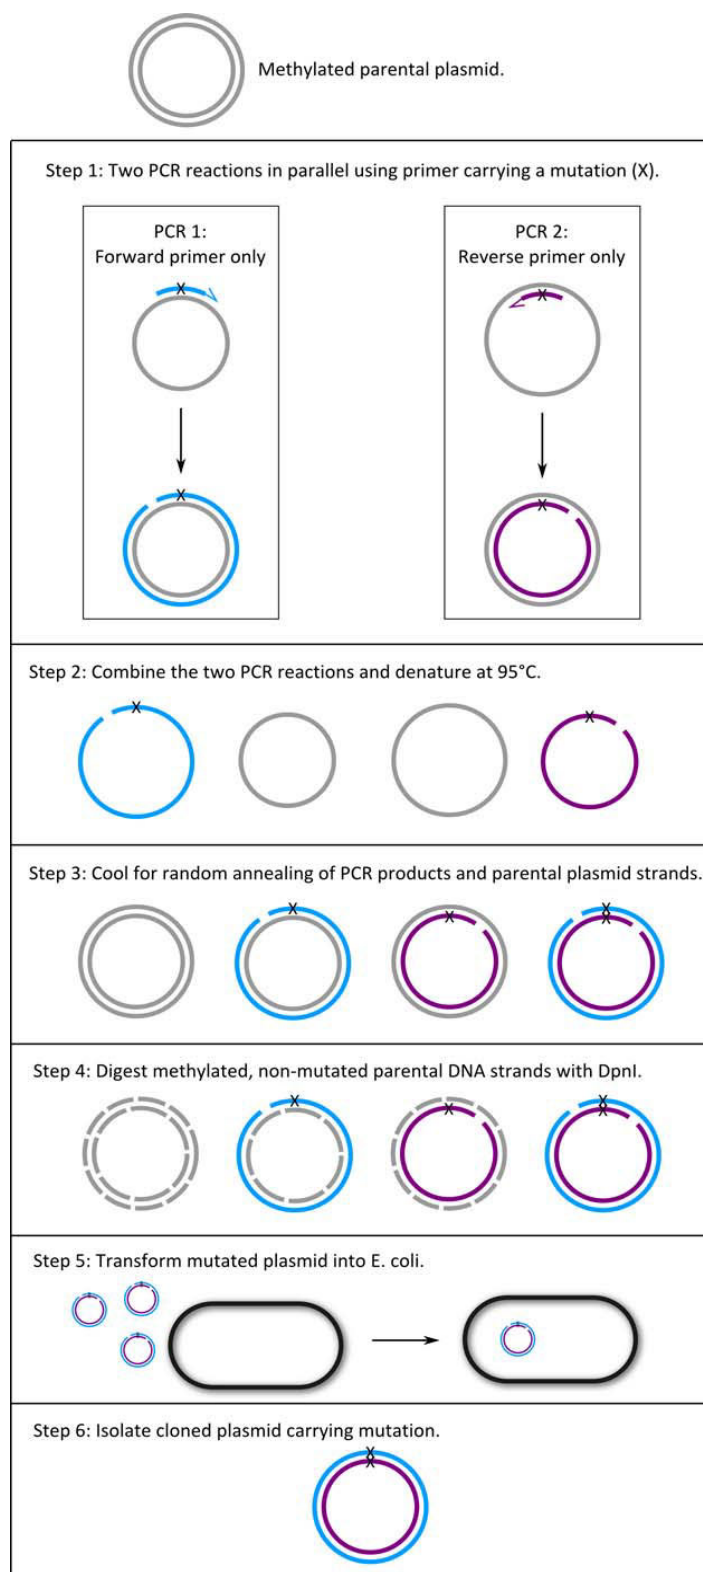 Methylated parental plasmid.
Step 1: Two PCR reactions in parallel using primer carrying a mutation (X).
PCR 1:
Forward primer only
X
X
PCR 2:
Reverse primer only
X
X
Step 2: Combine the two PCR reactions and denature at 95°C.
X
X
Step 3: Cool for random annealing of PCR products and parental plasmid strands.
X
X
X
X
Step 4: Digest methylated, non-mutated parental DNA strands with DpnI.
X
X
X
X
Step 5: Transform mutated plasmid into E. coli.
Step 6: Isolate cloned plasmid carrying mutation.
X
X